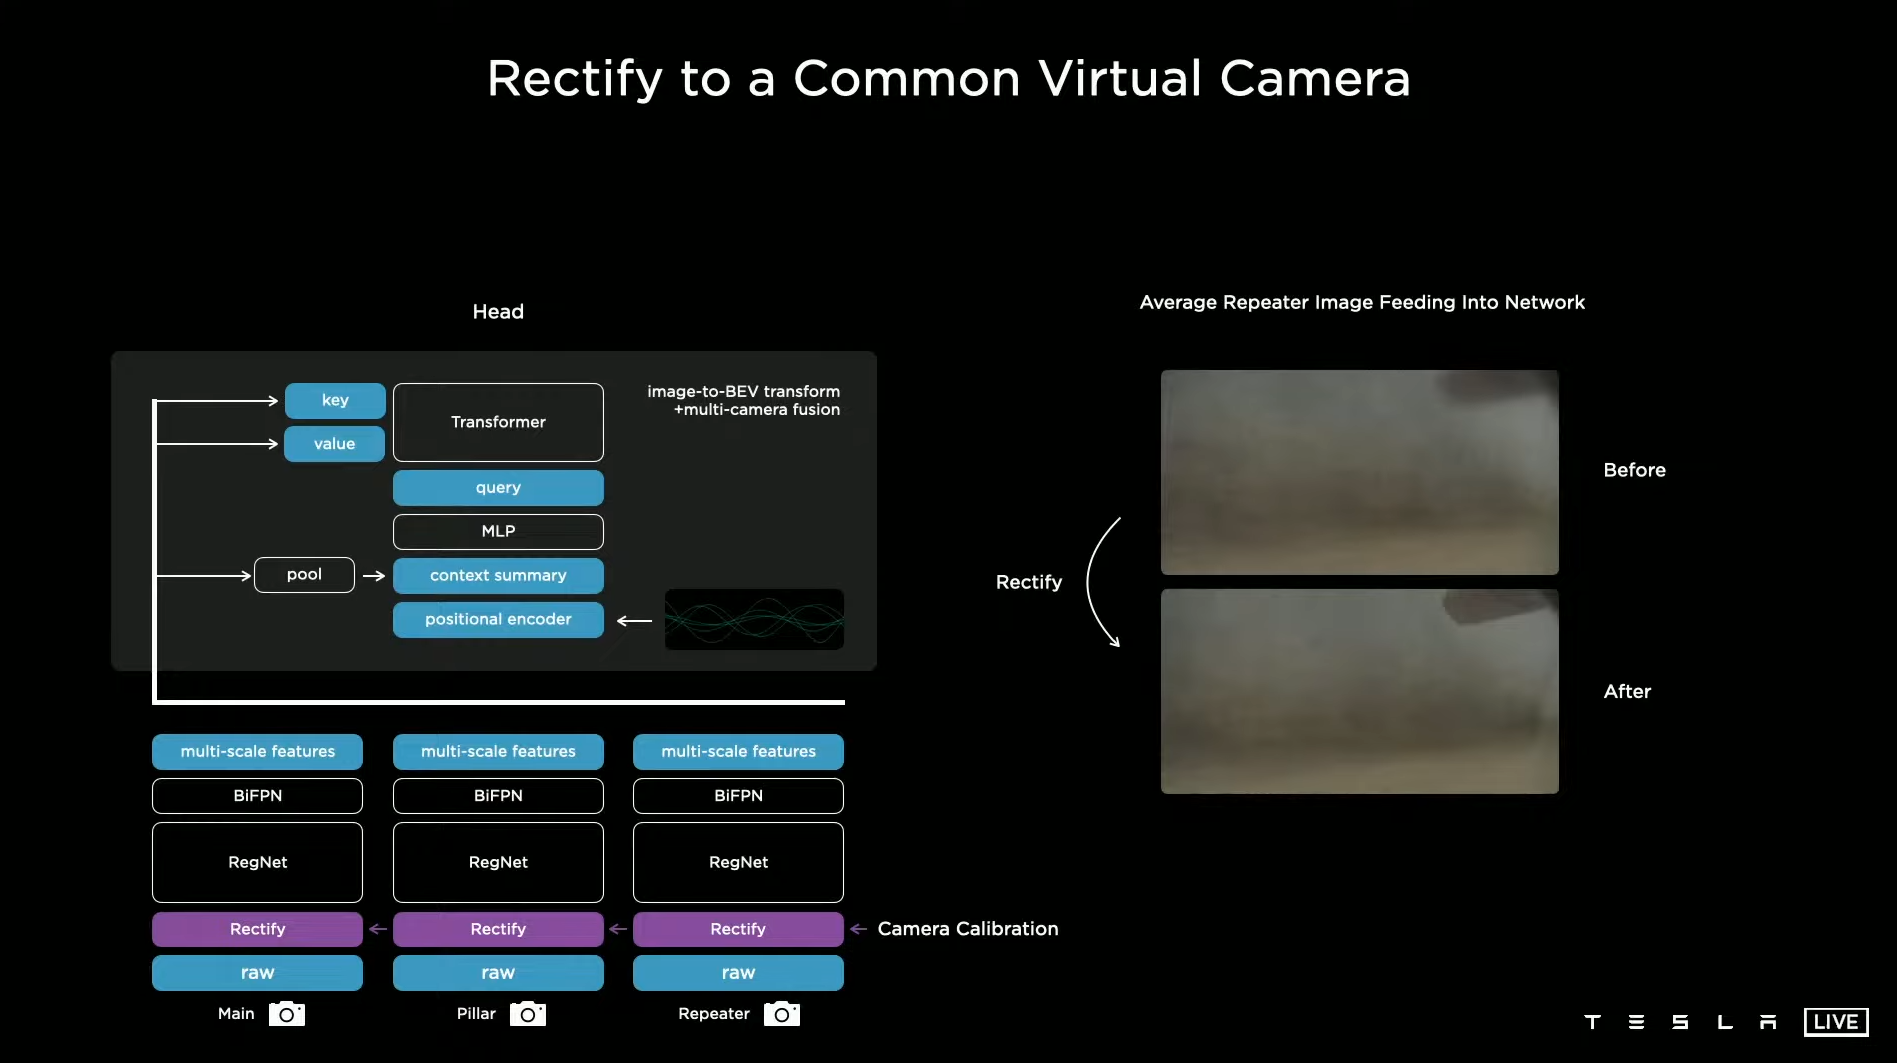 Rectify to a Common Virtual Camera
Head
key
value
Transformer
image-to-BEV transform
+multi-camera fusion
query
MLP
pool
context summary
positional encoder
multi-scale features
multi-scale features
multi-scale features
BiFPN
BiFPN
BiFPN
RegNet
RegNet
RegNet
Rectify
Rectify
Rectify
Camera Calibration
raw
raw
raw
Main
Pillar
Repeater
Average Repeater Image Feeding Into Network
Before
Rectify
After
TESLA LIVE